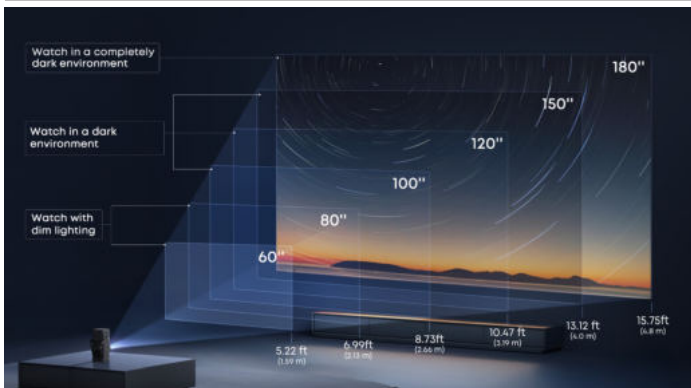 Watch in a completely
dark environment
180"
150"
Watch in a dark
environment
120"
100"
Watch with
dim lighting
80"
60"
5.22 ft
(1.59 m)
6.99ft
(2.13 m)
8.73ft
(2.66 m)
10.47 ft
(3.19 m)
13.12 ft
(4.0 m)
15.75ft
(4.8 m)